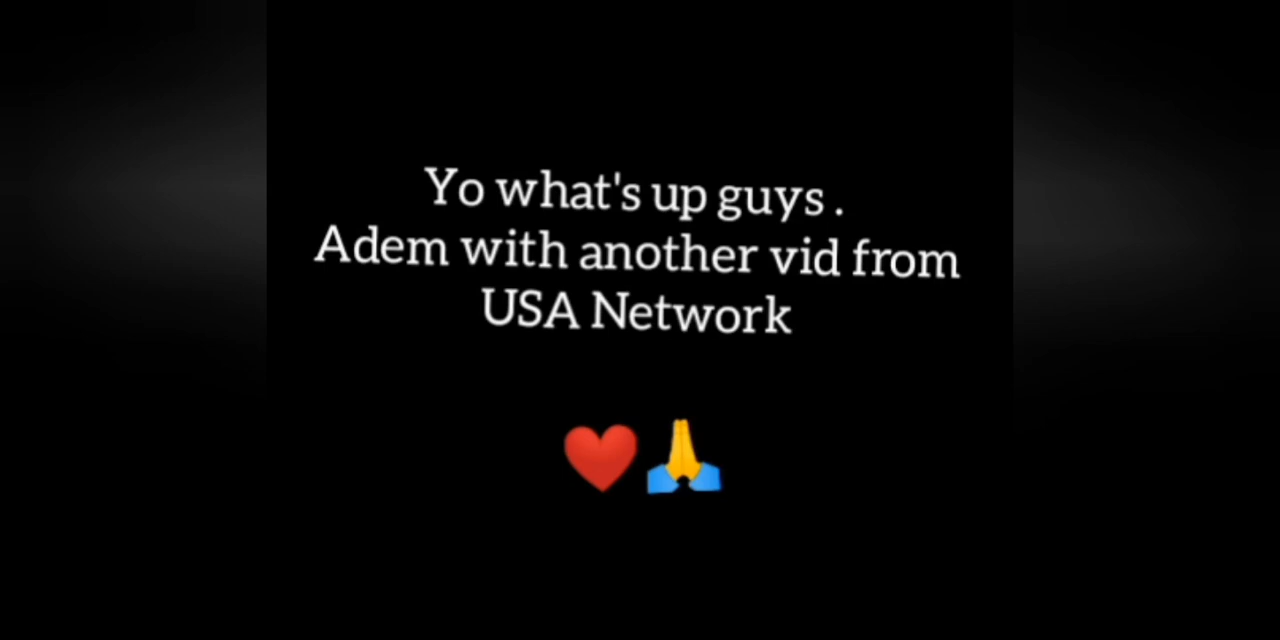 Yo what's up guys .
Adem with another vid from
USA Network
❤️🙏